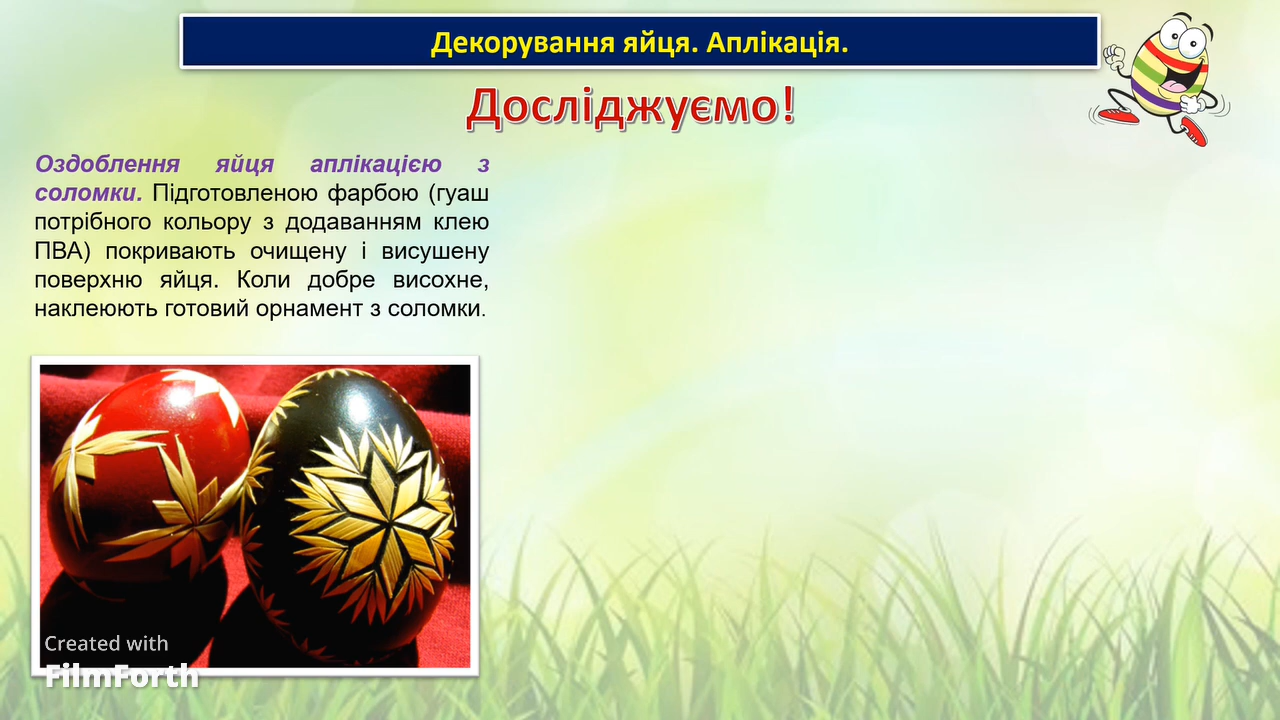 Декорування яйця. Аплікація.
Досліджуємо!
Оздоблення яйця аплікацією з
соломки. Підготовленою фарбою (гуаш
потрібного кольору з додаванням клею
ПВА) покривають очищену і висушену
поверхню яйця. Коли добре висохне,
наклеюють готовий орнамент з соломки.
Created with
FilmForth